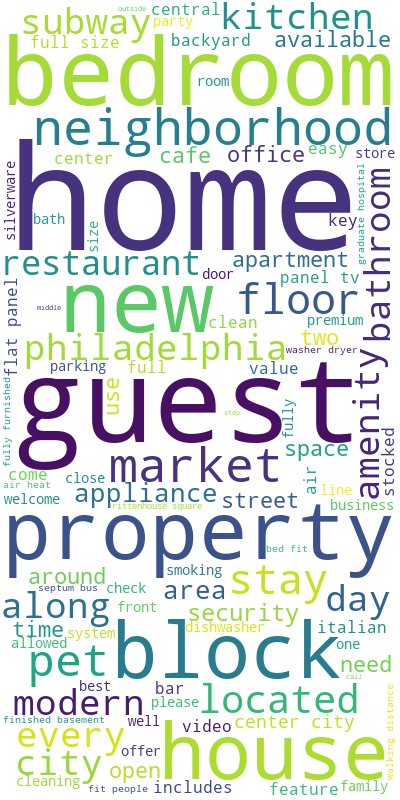 outside
subway central kitchen
party
full size backyard available
bedroom
room
neighborhood
center cafe office easy store
home
silverware
bath size key graduate hospital
restaurant apartment bathroom
door panel tv
new floor
flat panel middle clean premium
philadelphia two
washer dryer
parking full value
guest
use amenity
step
fully furnished fully
market space
come close air stocked
air heat
appliance street line
welcome rittenhouse square business
property
bed fit
around smoking stay
septum bus check area day
along front security
time system dishwasher italian
allowed one
pet block need
call
best please located
modern bar
finished basement well video center city
every offer walking distance
city open house
cleaning feature family
fit people includes